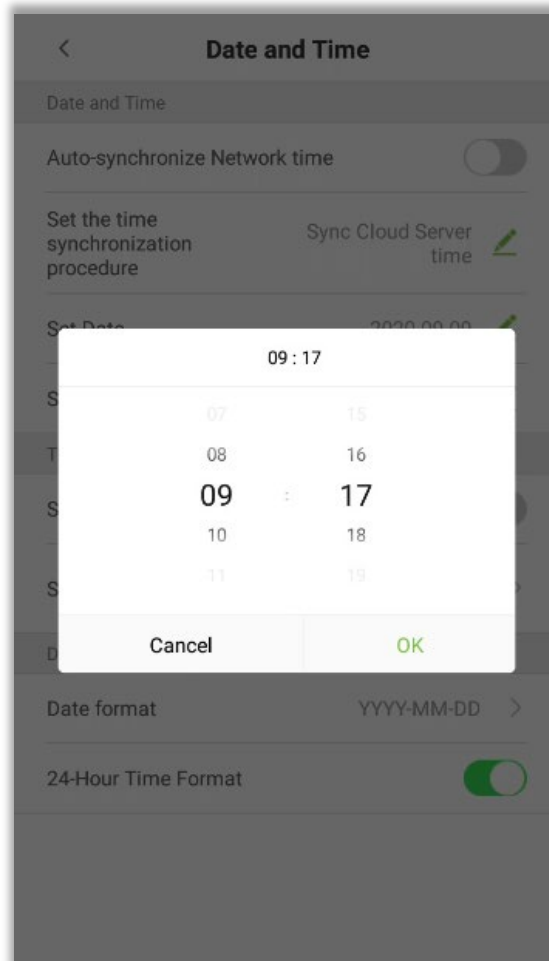 Date and Time
Date and Time
Auto-synchronize Network time
Set the time
synchronization
procedure
Sync Cloud Server
time
Set Date
09 : 17
07 15
08 16
09 : 17
10 18
11 19
Cancel OK
Date format YYYY-MM-DD
24-Hour Time Format